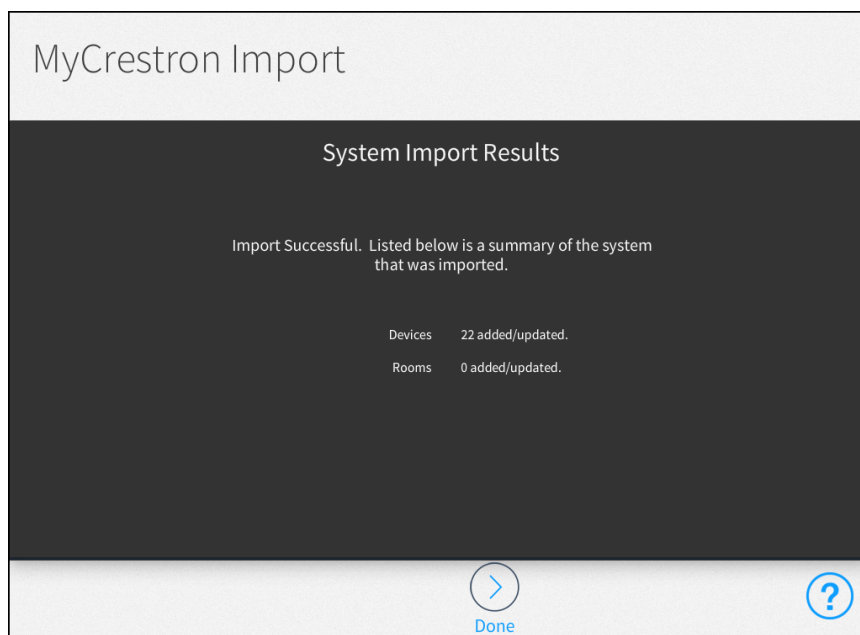 MyCrestron Import
System Import Results
Import Successful.  Listed below is a summary of the system
that was imported.
Devices 22 added/updated.
Rooms 0 added/updated.
?
Done